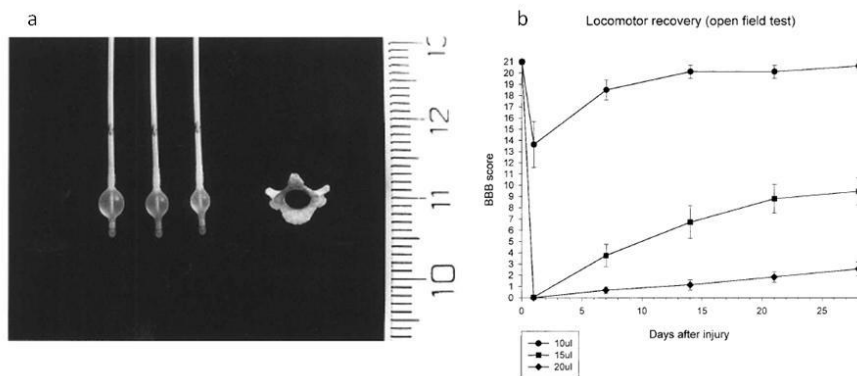 a
13
12
11
10
b
Locomotor recovery (open field test)
BBB score
21
20
19
18
17
16
15
14
13
12
11
10
9
8
7
6
5
4
3
2
1
0
0 5 10 15 20 25
Days after injury
10ul
15ul
20ul